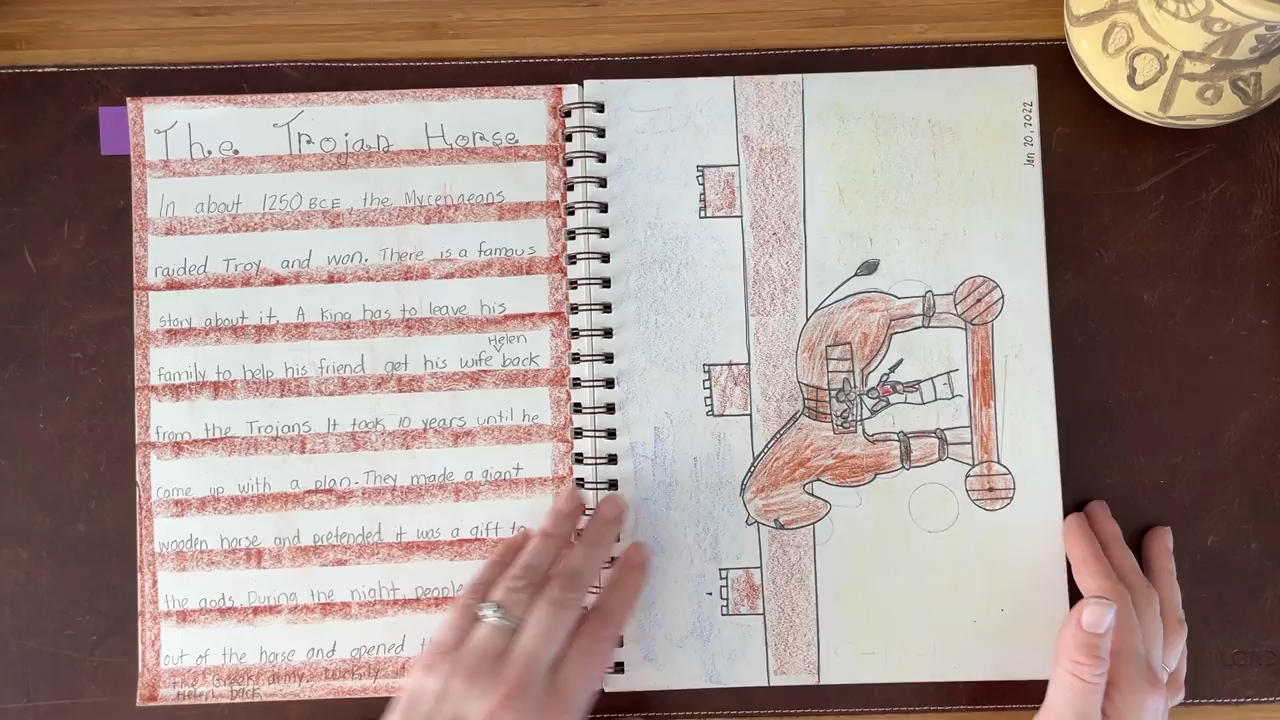 The Trojan Horse
In about 1250 BCE, the Mycenaeans
raided Troy and won. There is a famous
story about it. A king has to leave his
Helen
family to help his friend get his wife back
from the Trojans. It took 10 years until he
come up with a plan. They made a giant
wooden horse and pretended it was a gift to
the gods. During the night, people
out of the horse and opened
the Greek army. luckily
Helen back
Jan 20, 2022